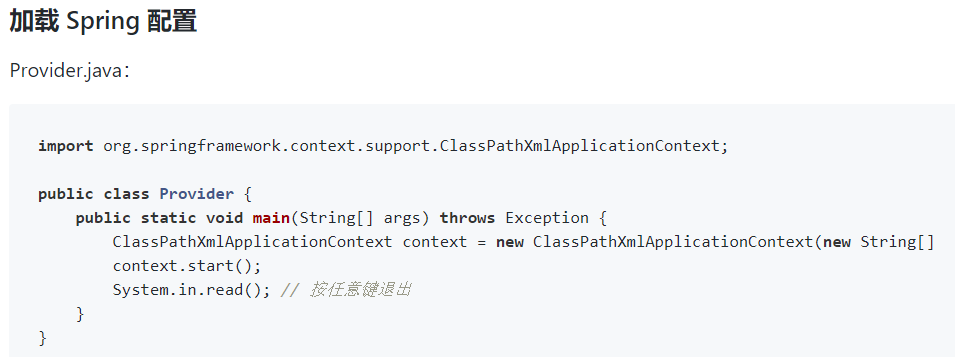 加载 Spring 配置
Provider.java：
import org.springframework.context.support.ClassPathXmlApplicationContext;
public class Provider {
    public static void main(String[] args) throws Exception {
        ClassPathXmlApplicationContext context = new ClassPathXmlApplicationContext(new String[]
        context.start();
        System.in.read(); // 按任意键退出
    }
}